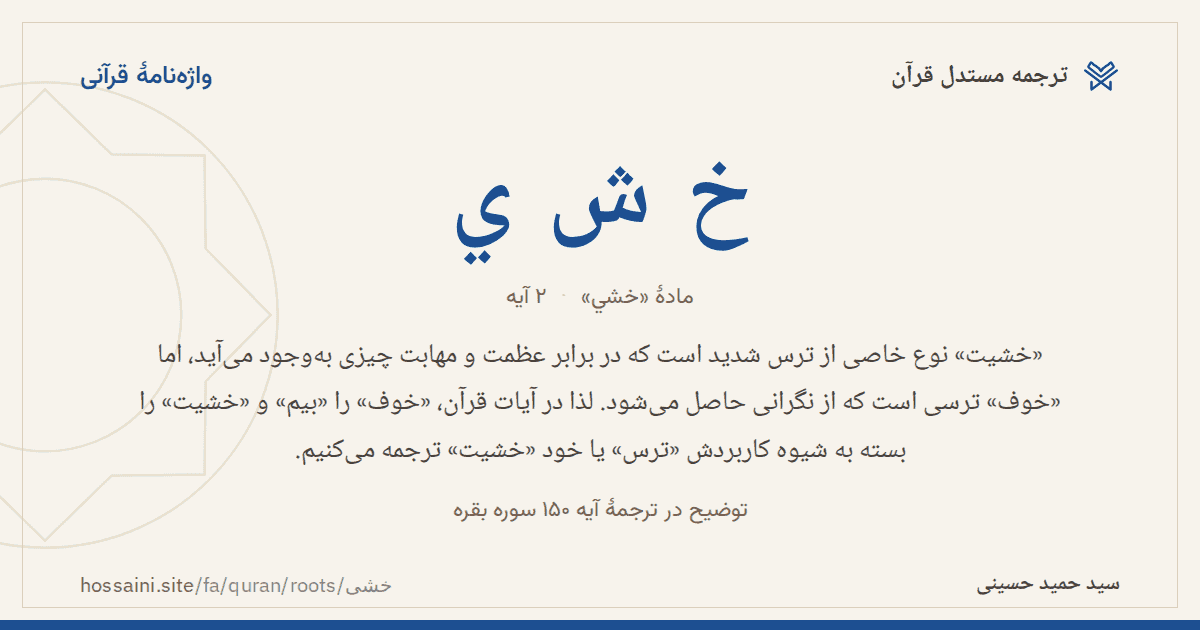 ترجمه مستدل قرآن
واژه‌نامهٔ قرآنی
خ ش ي
مادهٔ «خشي» · ۲ آیه
«خشیت» نوع خاصی از ترس شدید است که در برابر عظمت و مهابت چیزی به‌وجود می‌آید، اما
«خوف» ترسی است که از نگرانی حاصل می‌شود. لذا در آیات قرآن، «خوف» را «بیم» و «خشیت» را
بسته به شیوه کاربردش «ترس» یا خود «خشیت» ترجمه می‌کنیم.
توضیح در ترجمهٔ آیه ۱۵۰ سوره بقره
سید حمید حسینی
hossaini.site/fa/quran/roots/خشی